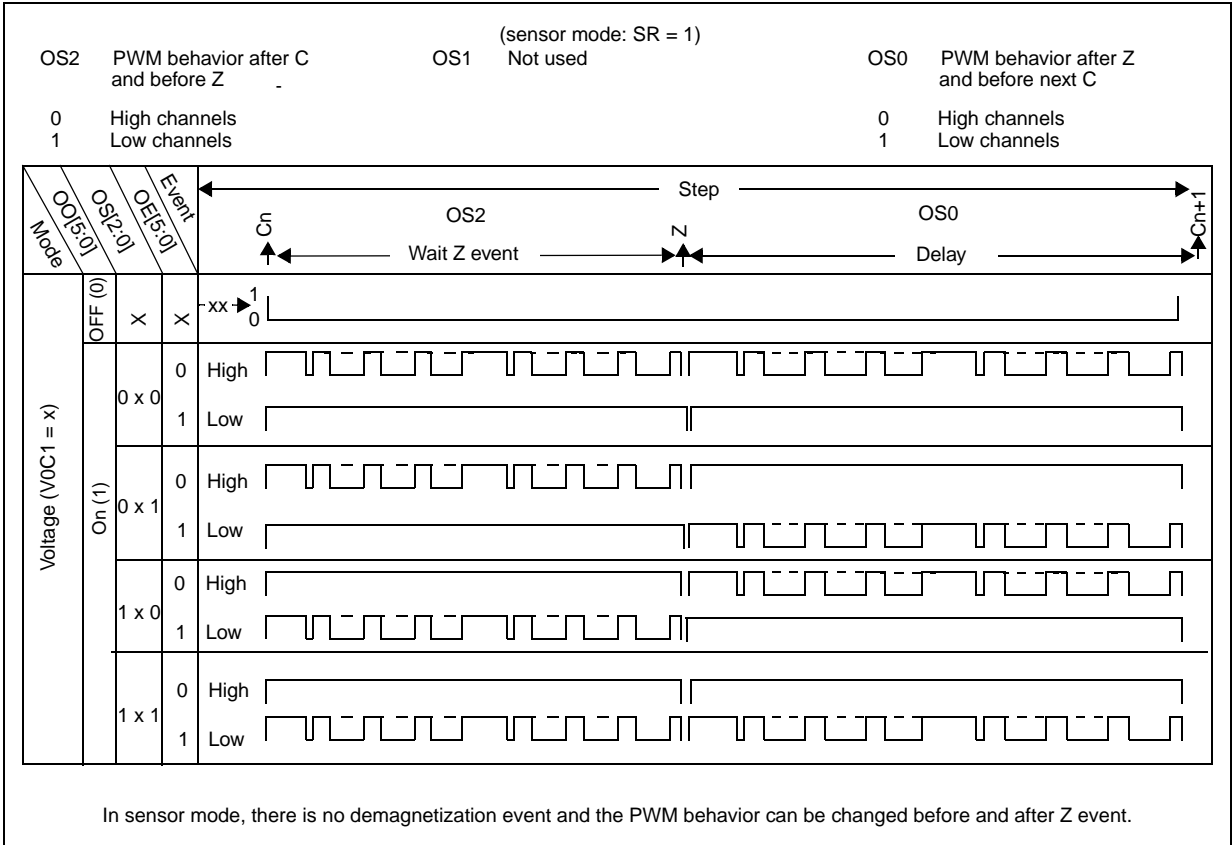 (sensor mode: SR = 1)
OS2 PWM behavior after C and before Z -
0 High channels
1 Low channels
OS1 Not used
OS0 PWM behavior after Z and before next C
0 High channels
1 Low channels
Mode
OO[5:0]
OS[2:0]
OE[5:0]
Event
Step
Cn
OS2
Wait Z event
Z
OS0
Delay
Cn+1
Voltage (V0C1 = x)
OFF (0)
X
X
xx
1
0
On (1)
0 x 0
0 High
1 Low
0 x 1
0 High
1 Low
1 x 0
0 High
1 Low
1 x 1
0 High
1 Low
In sensor mode, there is no demagnetization event and the PWM behavior can be changed before and after Z event.